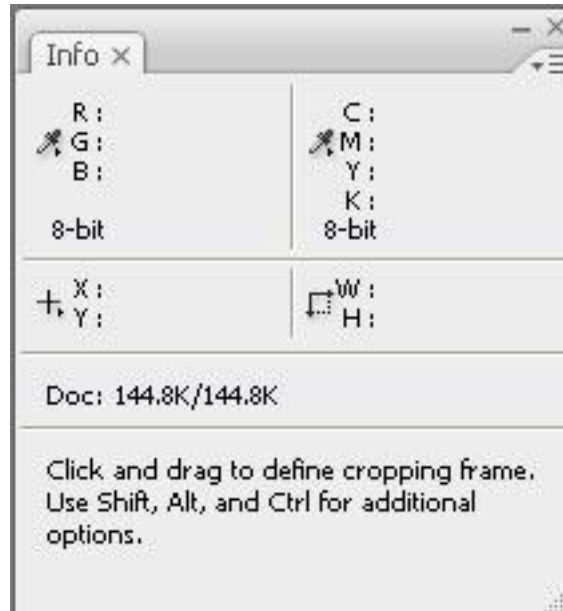 Info
R :
G :
B :
8-bit
C :
M :
Y :
K :
8-bit
X :
Y :
W :
H :
Doc: 144.8K/144.8K
Click and drag to define cropping frame.
Use Shift, Alt, and Ctrl for additional
options.